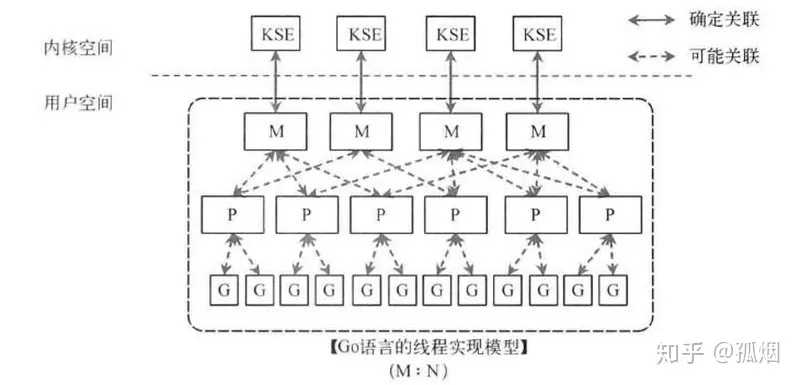 KSE KSE KSE KSE
确定关联
内核空间
可能关联
用户空间
M M M M
P P P P P P
G G G G G G G G G G G G
【Go语言的线程实现模型】
(M:N)
知乎 @孤烟